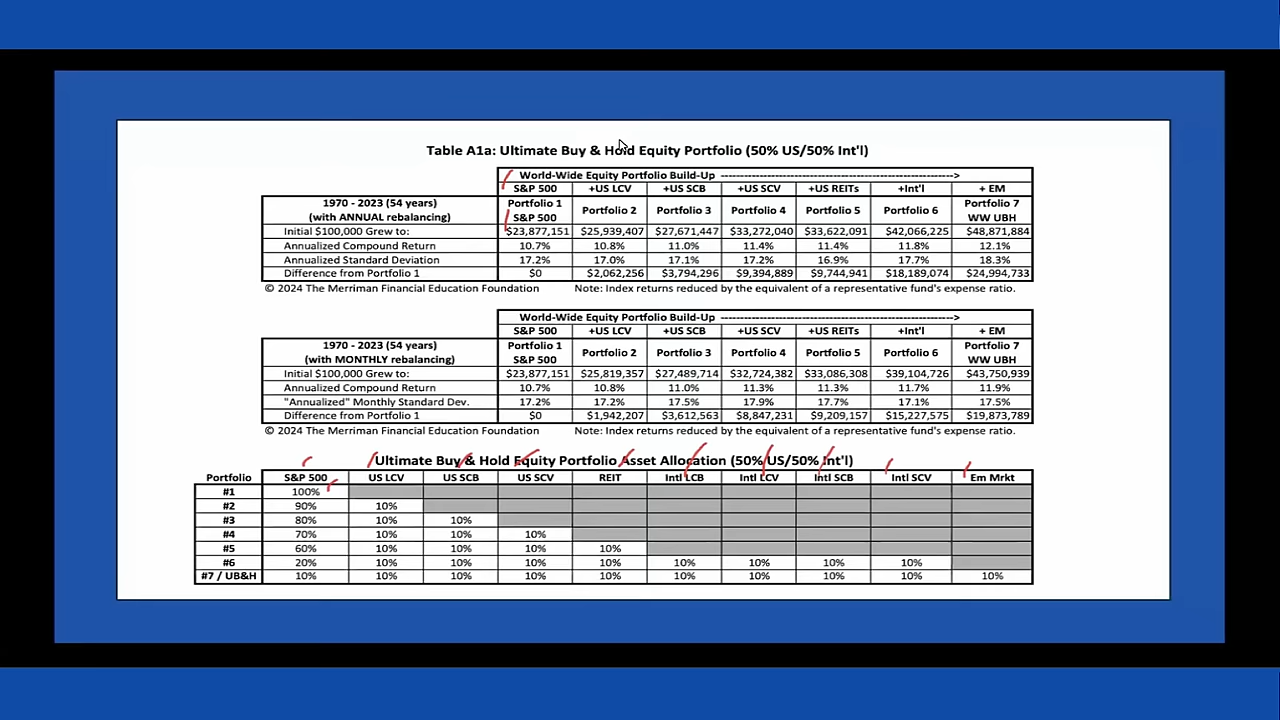 Table A1a: Ultimate Buy & Hold Equity Portfolio (50% US/50% Int'l)
World-Wide Equity Portfolio Build-Up ------------------------------------------------------>
S&P 500 +US LCV +US SCB +US SCV +US REITs +Int'l + EM
1970 - 2023 (54 years) Portfolio 1 Portfolio 2 Portfolio 3 Portfolio 4 Portfolio 5 Portfolio 6 Portfolio 7
(with ANNUAL rebalancing) S&P 500 WW UBH
Initial $100,000 Grew to: $23,877,151 $25,939,407 $27,671,447 $33,272,040 $33,622,091 $42,066,225 $48,871,884
Annualized Compound Return 10.7% 10.8% 11.0% 11.4% 11.4% 11.8% 12.1%
Annualized Standard Deviation 17.2% 17.0% 17.1% 17.2% 16.9% 17.7% 18.3%
Difference from Portfolio 1 $0 $2,062,256 $3,794,296 $9,394,889 $9,744,941 $18,189,074 $24,994,733
© 2024 The Merriman Financial Education Foundation Note: Index returns reduced by the equivalent of a representative fund's expense ratio.
World-Wide Equity Portfolio Build-Up ------------------------------------------------------>
S&P 500 +US LCV +US SCB +US SCV +US REITs +Int'l + EM
1970 - 2023 (54 years) Portfolio 1 Portfolio 2 Portfolio 3 Portfolio 4 Portfolio 5 Portfolio 6 Portfolio 7
(with MONTHLY rebalancing) S&P 500 WW UBH
Initial $100,000 Grew to: $23,877,151 $25,819,357 $27,489,714 $32,724,382 $33,086,308 $39,104,726 $43,750,939
Annualized Compound Return 10.7% 10.8% 11.0% 11.3% 11.3% 11.7% 11.9%
"Annualized" Monthly Standard Dev. 17.2% 17.2% 17.5% 17.9% 17.7% 17.1% 17.5%
Difference from Portfolio 1 $0 $1,942,207 $3,612,563 $8,847,231 $9,209,157 $15,227,575 $19,873,789
© 2024 The Merriman Financial Education Foundation Note: Index returns reduced by the equivalent of a representative fund's expense ratio.
Ultimate Buy & Hold Equity Portfolio Asset Allocation (50% US/50% Int'l)
Portfolio S&P 500 US LCV US SCB US SCV REIT Intl LCB Intl LCV Intl SCB Intl SCV Em Mrkt
#1 100%
#2 90% 10%
#3 80% 10% 10%
#4 70% 10% 10% 10%
#5 60% 10% 10% 10% 10%
#6 20% 10% 10% 10% 10% 10% 10% 10% 10%
#7 / UB&H 10% 10% 10% 10% 10% 10% 10% 10% 10% 10%